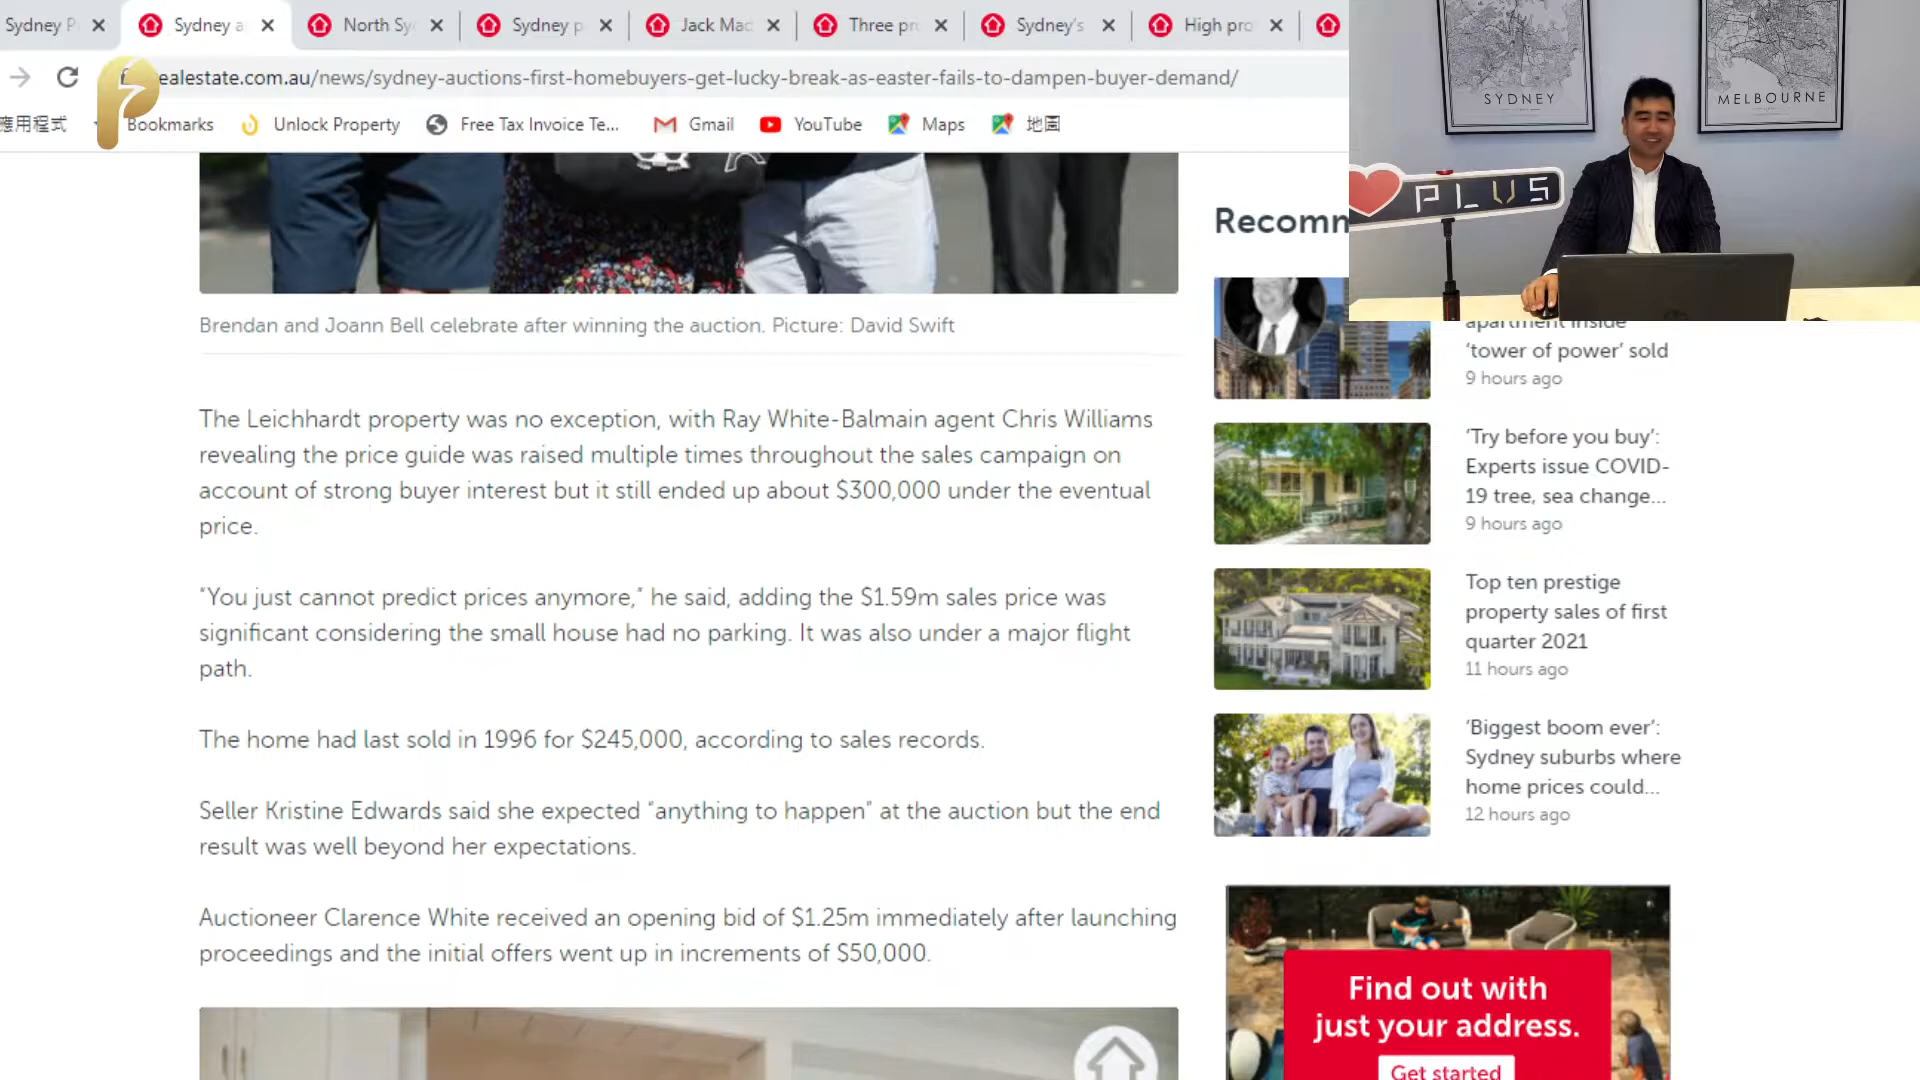 Sydney P
Sydney a
North Sy
Sydney p
Jack Mac
Three pr
Sydney's
High pro
ealestate.com.au/news/sydney-auctions-first-homebuyers-get-lucky-break-as-easter-fails-to-dampen-buyer-demand/
應用程式
Bookmarks
Unlock Property
Free Tax Invoice Te...
Gmail
YouTube
Maps
地圖
SYDNEY
MELBOURNE
PLUS
Brendan and Joann Bell celebrate after winning the auction. Picture: David Swift
The Leichhardt property was no exception, with Ray White-Balmain agent Chris Williams
revealing the price guide was raised multiple times throughout the sales campaign on
account of strong buyer interest but it still ended up about $300,000 under the eventual
price.
“You just cannot predict prices anymore,” he said, adding the $1.59m sales price was
significant considering the small house had no parking. It was also under a major flight
path.
The home had last sold in 1996 for $245,000, according to sales records.
Seller Kristine Edwards said she expected “anything to happen” at the auction but the end
result was well beyond her expectations.
Auctioneer Clarence White received an opening bid of $1.25m immediately after launching
proceedings and the initial offers went up in increments of $50,000.
Recomm
apartment inside
‘tower of power’ sold
9 hours ago
‘Try before you buy’:
Experts issue COVID-
19 tree, sea change...
9 hours ago
Top ten prestige
property sales of first
quarter 2021
11 hours ago
‘Biggest boom ever’:
Sydney suburbs where
home prices could...
12 hours ago
Find out with
just your address.
Get started